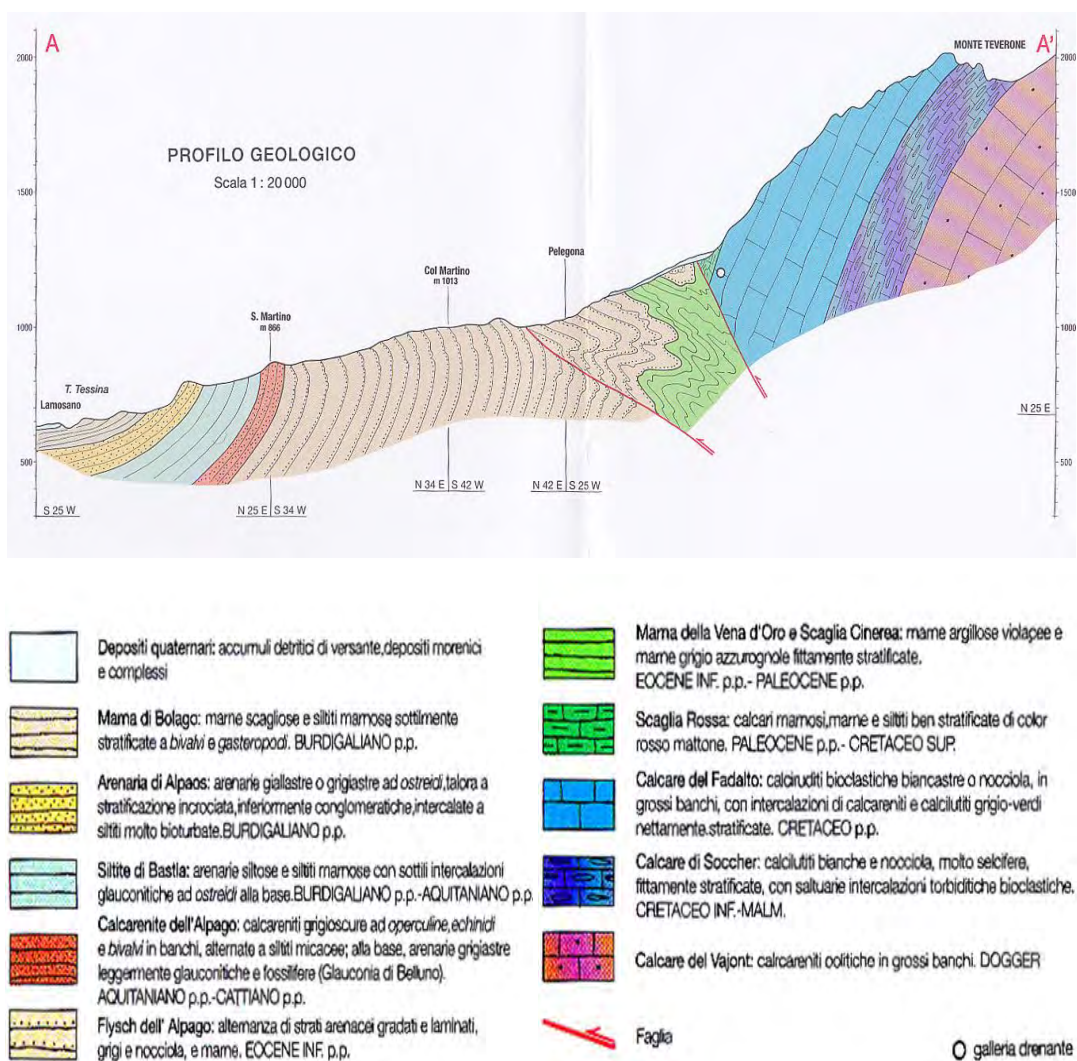 A
A'
MONTE TEVERONE
2000
2000
PROFILO GEOLOGICO
Scala 1 : 20 000
1500
1500
Pelegona
Col Martino
m 1013
S. Martino
m 866
1000
1000
T. Tessina
Lamosano
N 25 E
500
500
S 25 W
N 25 E | S 34 W
N 34 E | S 42 W
N 42 E | S 25 W
Depositi quaternari: accumuli detritici di versante,depositi morenici
e complessi
Marna di Bolago: marne scagliose e siltiti marnose sottilmente
stratificate a bivalvi e gasteropodi. BURDIGALIANO p.p.
Arenaria di Alpaos: arenarie giallastre o grigiastre ad ostreidi,talora a
stratificazione incrociata,inferiormente conglomeratiche,intercalate a
siltiti molto bioturbate.BURDIGALIANO p.p.
Siltite di Bastia: arenarie siltose e siltiti marnose con sottili intercalazioni
glauconitiche ad ostreidi alla base.BURDIGALIANO p.p.-AQUITANIANO p.p.
Calcarenite dell'Alpago: calcareniti grigioscure ad operculine,echinidi
e bivalvi in banchi, alternate a siltiti micacee; alla base, arenarie grigiastre
leggermente glauconitiche e fossilifere (Glauconia di Belluno).
AQUITANIANO p.p.-CATTIANO p.p.
Flysch dell' Alpago: alternanza di strati arenacei gradati e laminati,
grigi e nocciola, e marne. EOCENE INF. p.p.
Marna della Vena d'Oro e Scaglia Cinerea: marne argillose violapee e
marne grigio azzurognole fittamente stratificate.
EOCENE INF. p.p.- PALEOCENE p.p.
Scaglia Rossa: calcari marnosi,marne e siltiti ben stratificate di color
rosso mattone. PALEOCENE p.p.- CRETACEO SUP.
Calcare del Fadalto: calciruditi bioclastiche biancastre o nocciola, in
grossi banchi, con intercalazioni di calcareniti e calcilutiti grigio-verdi
nettamente.stratificate. CRETACEO p.p.
Calcare di Soccher: calcilutiti bianche e nocciola, molto selcifere,
fittamente stratificate, con saltuarie intercalazioni torbiditiche bioclastiche.
CRETACEO INF.-MALM.
Calcare del Vajont: calrcareniti oolitiche in grossi banchi. DOGGER
Faglia
galleria drenante